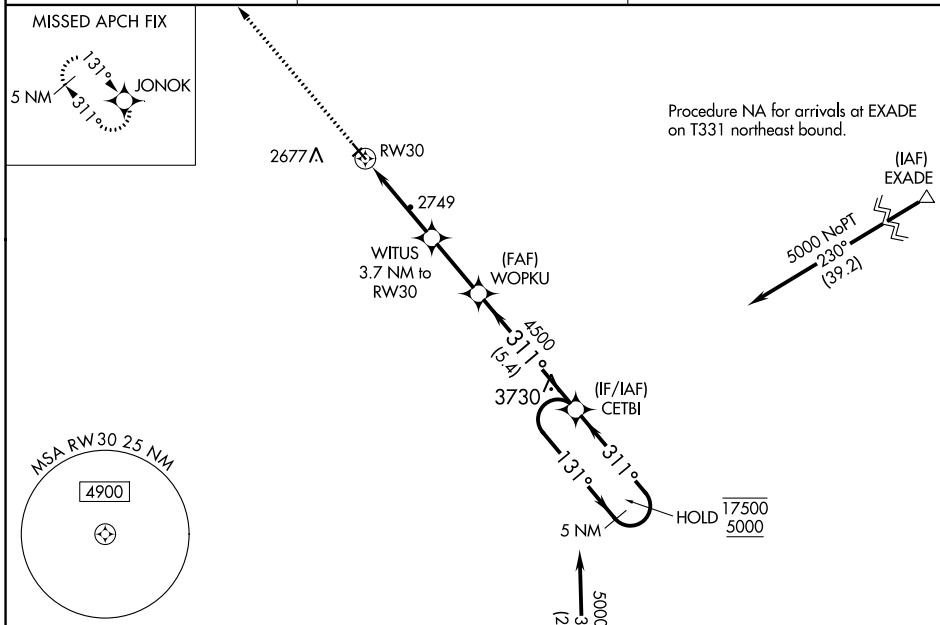 MISSED APCH FIX
131°
JONOK
5 NM
311°
2677
RW30
Procedure NA for arrivals at EXADE
on T331 northeast bound.
(IAF)
EXADE
2749
5000 NoPT
230°
(39.2)
WITUS
3.7 NM to
RW30
(FAF)
WOPKU
4500
311°
(5.4)
3730
(IF/IAF)
CETBI
131°
311°
MSA RW30 25 NM
4900
HOLD
17500
5000
5 NM
5000